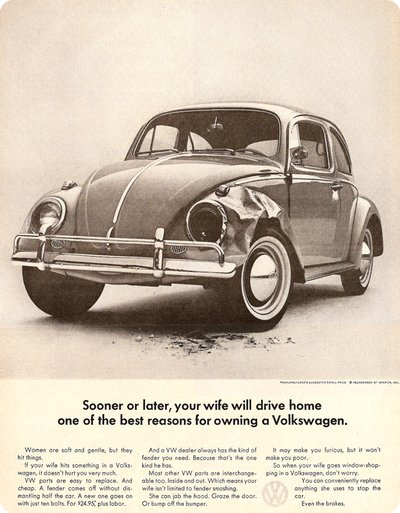 *MANUFACTURER'S SUGGESTED RETAIL PRICE © VOLKSWAGEN OF AMERICA, INC.
Sooner or later, your wife will drive home
one of the best reasons for owning a Volkswagen.
Women are soft and gentle, but they
hit things.
If your wife hits something in a Volks-
wagen, it doesn't hurt you very much.
VW parts are easy to replace. And
cheap. A fender comes off without dis-
mantling half the car. A new one goes on
with just ten bolts. For $24.95,* plus labor.
And a VW dealer always has the kind of
fender you need. Because that's the one
kind he has.
Most other VW parts are interchange-
able too. Inside and out. Which means your
wife isn't limited to fender smashing.
She can jab the hood. Graze the door.
Or bump off the bumper.
It may make you furious, but it won't
make you poor.
So when your wife goes window-shop-
ping in a Volkswagen, don't worry.
You can conveniently replace
anything she uses to stop the
car.
Even the brakes.